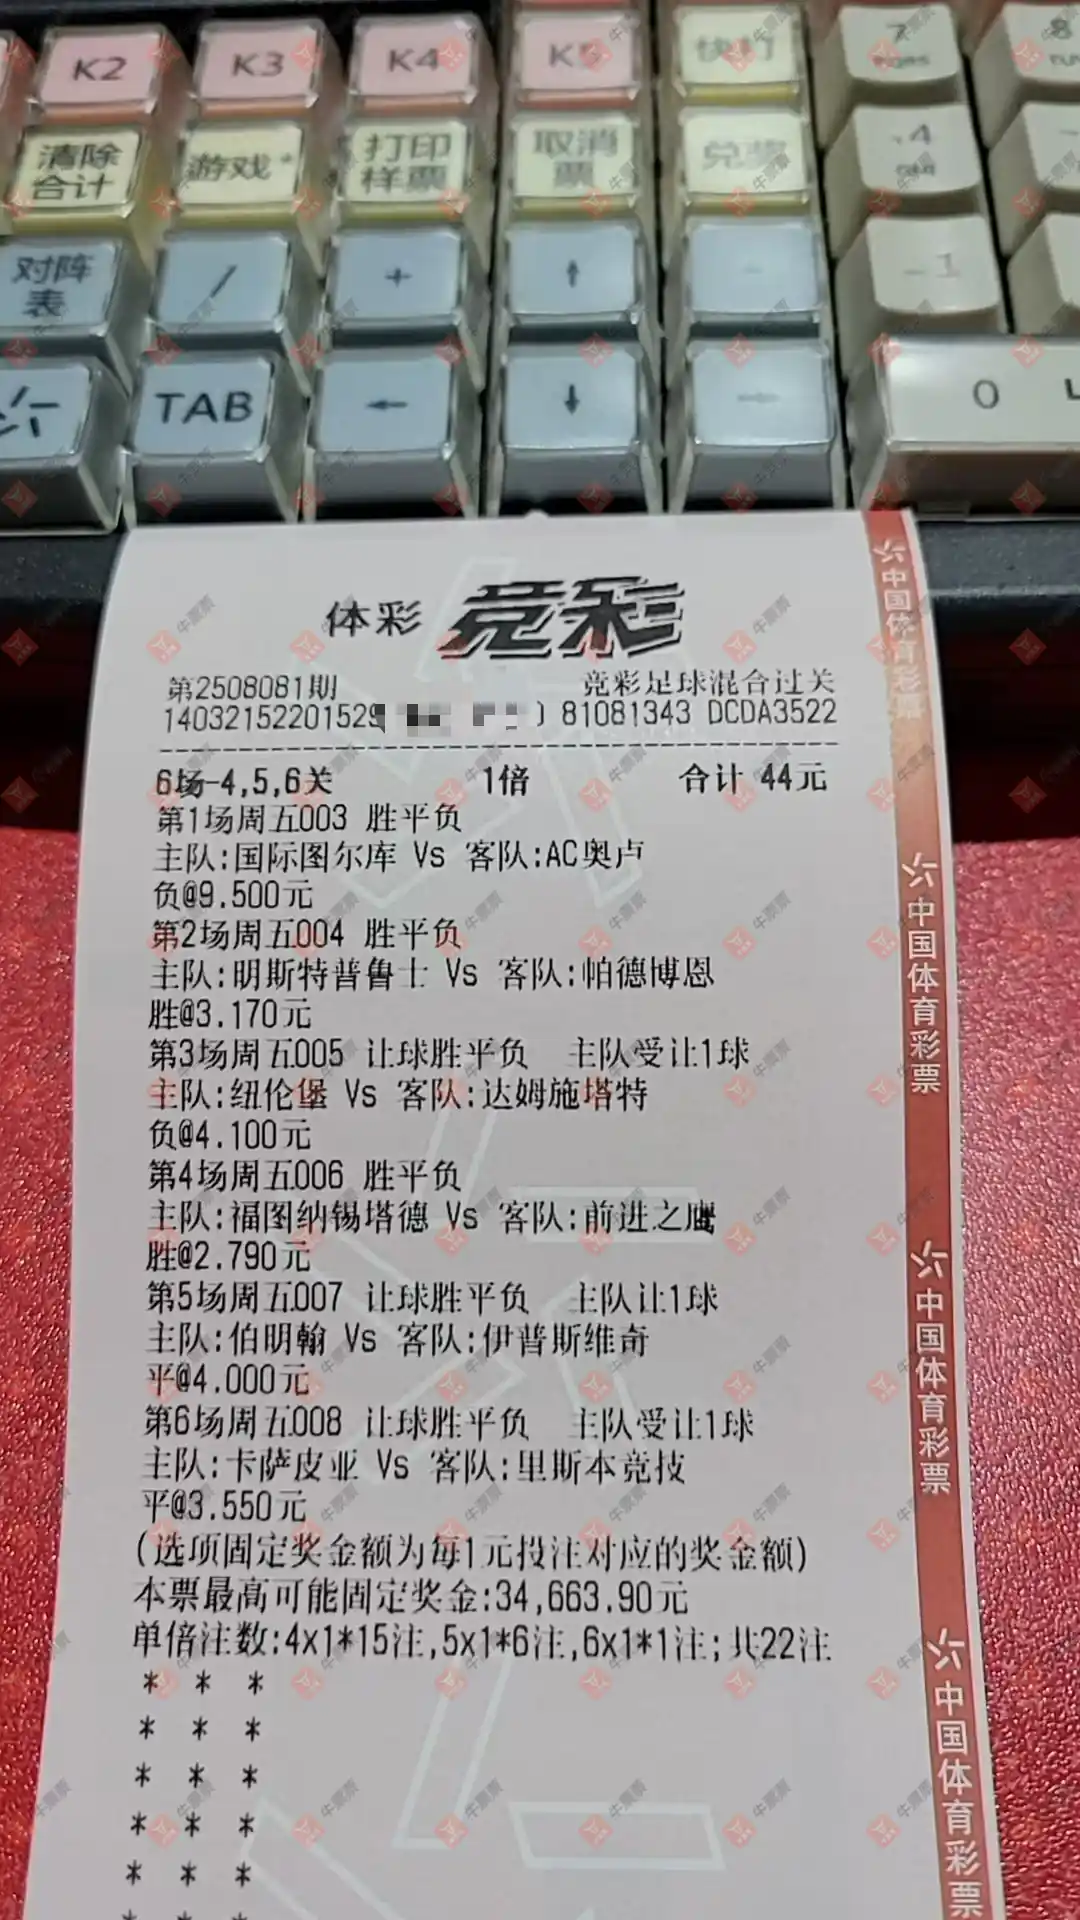 K2 K3 K4 K5 7
清除合计 游戏 打印样票 取消票 兑奖 4
对阵表 / + ↑ - 1
TAB ← ↓ → 0
体彩 竞彩
第2508081期 竞彩足球混合过关
14032152201529 81081343 DCDA3522
6场-4,5,6关 1倍 合计 44元
第1场周五003 胜平负
主队:国际图尔库 Vs 客队:AC奥卢
负@9.500元
第2场周五004 胜平负
主队:明斯特普鲁士 Vs 客队:帕德博恩
胜@3.170元
第3场周五005 让球胜平负 主队受让1球
主队:纽伦堡 Vs 客队:达姆施塔特
负@4.100元
第4场周五006 胜平负
主队:福图纳锡塔德 Vs 客队:前进之鹰
胜@2.790元
第5场周五007 让球胜平负 主队让1球
主队:伯明翰 Vs 客队:伊普斯维奇
平@4.000元
第6场周五008 让球胜平负 主队受让1球
主队:卡萨皮亚 Vs 客队:里斯本竞技
平@3.550元
(选项固定奖金额为每1元投注对应的奖金额)
本票最高可能固定奖金:34,663.90元
单倍注数:4x1*15注,5x1*6注,6x1*1注;共22注
* * *
* * *
* * *
* * *
* * *
* *
中国体育彩票
中国体育彩票
中国体育彩票
中国体育彩票
牛票票